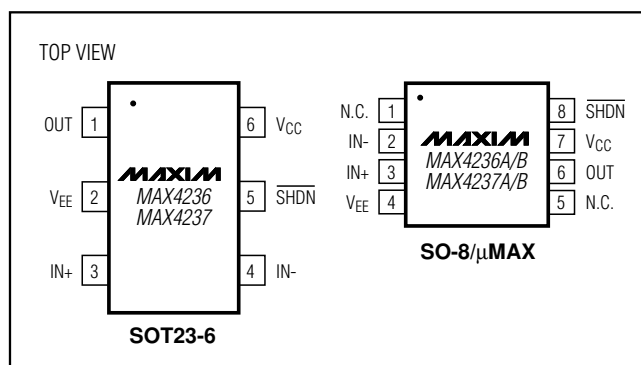 TOP VIEW
OUT 1
6 VCC
MAXIM
MAX4236
MAX4237
VEE 2
5 SHDN
IN+ 3
4 IN-
SOT23-6
N.C. 1
8 SHDN
IN- 2
7 VCC
MAXIM
MAX4236A/B
MAX4237A/B
IN+ 3
6 OUT
VEE 4
5 N.C.
SO-8/μMAX